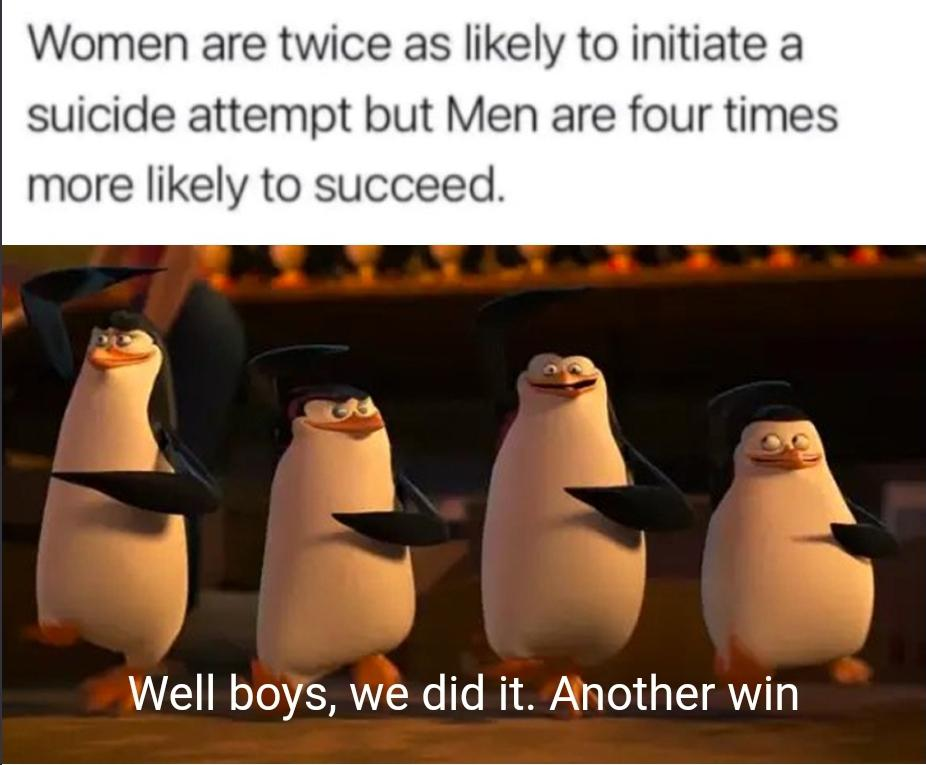 Women are twice as likely to initiate a
suicide attempt but Men are four times
more likely to succeed.
Well boys, we did it. Another win